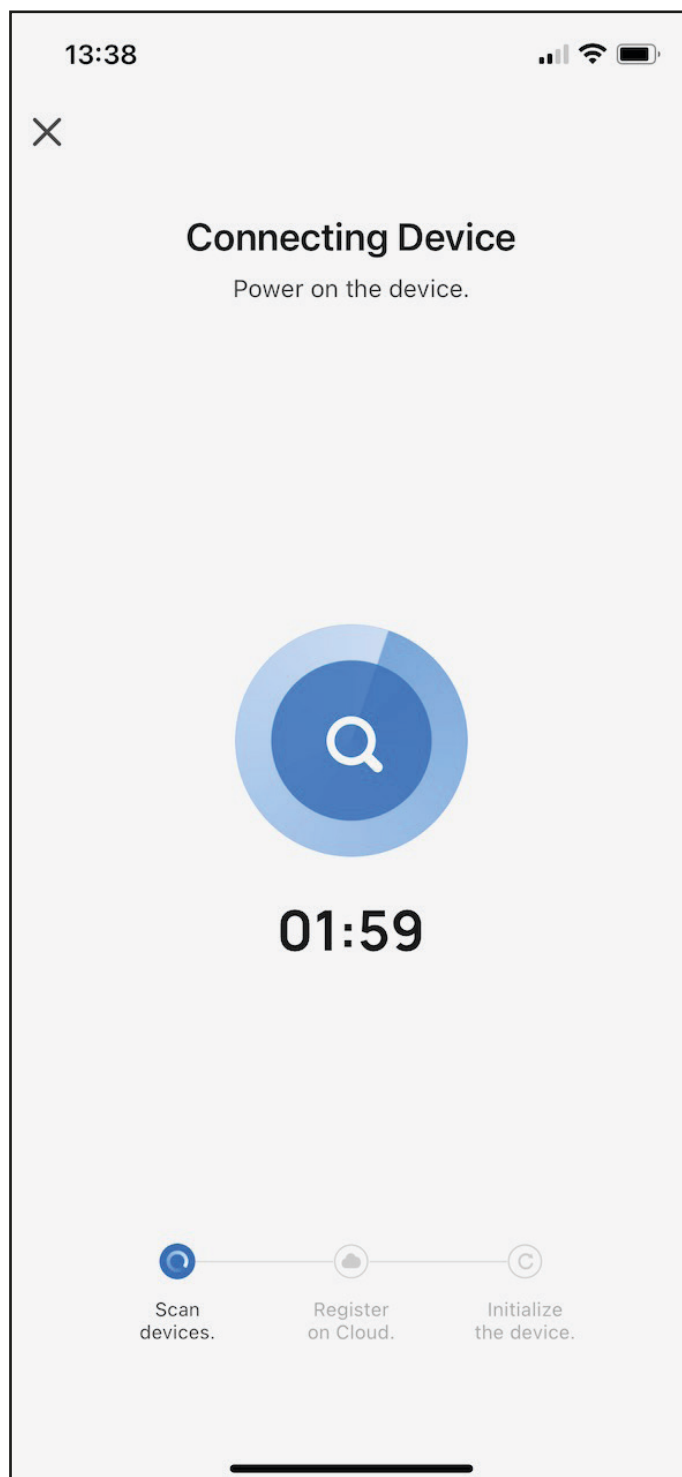 13:38
Connecting Device
Power on the device.
01:59
Scan
devices.
Register
on Cloud.
Initialize
the device.